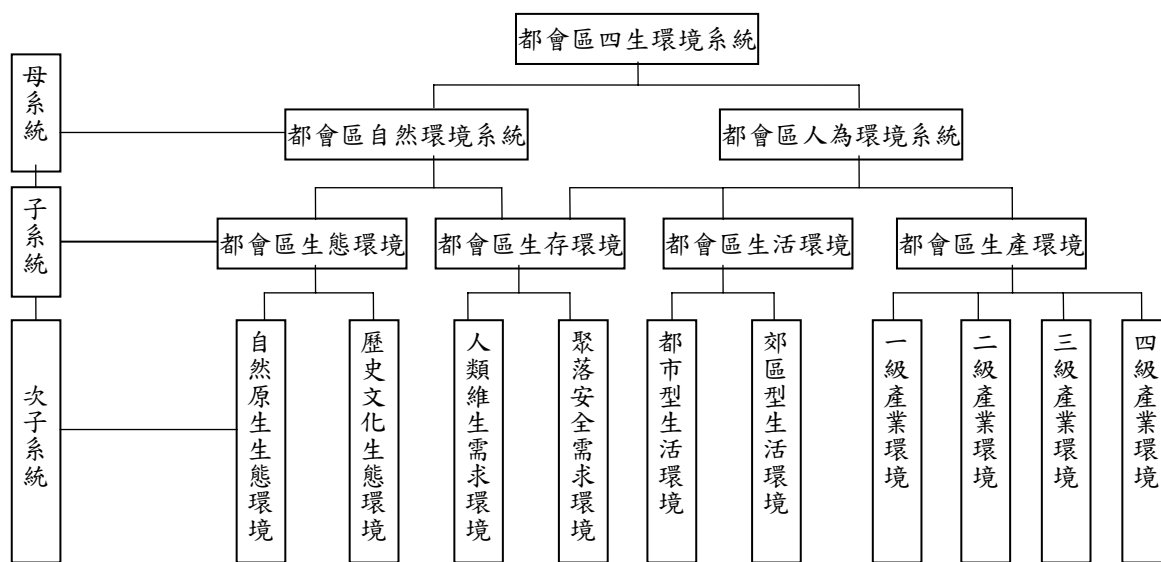 都會區四生環境系統
母系統
都會區自然環境系統
都會區人為環境系統
子系統
都會區生態環境
都會區生存環境
都會區生活環境
都會區生產環境
次子系統
自然原生生態環境
歷史文化生態環境
人類維生需求環境
聚落安全需求環境
都市型生活環境
郊區型生活環境
一級產業環境
二級產業環境
三級產業環境
四級產業環境